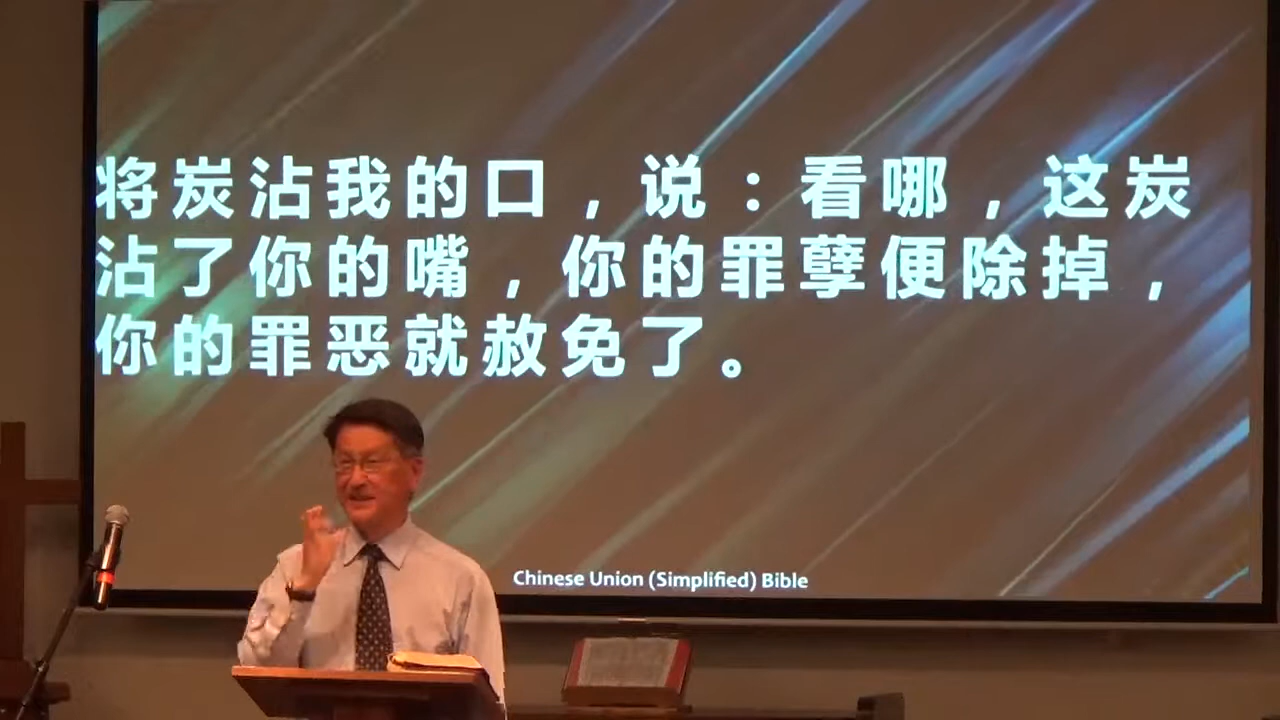 将炭沾我的口，说：看哪，这炭
沾了你的嘴，你的罪孽便除掉，
你的罪恶就赦免了。
Chinese Union (Simplified) Bible